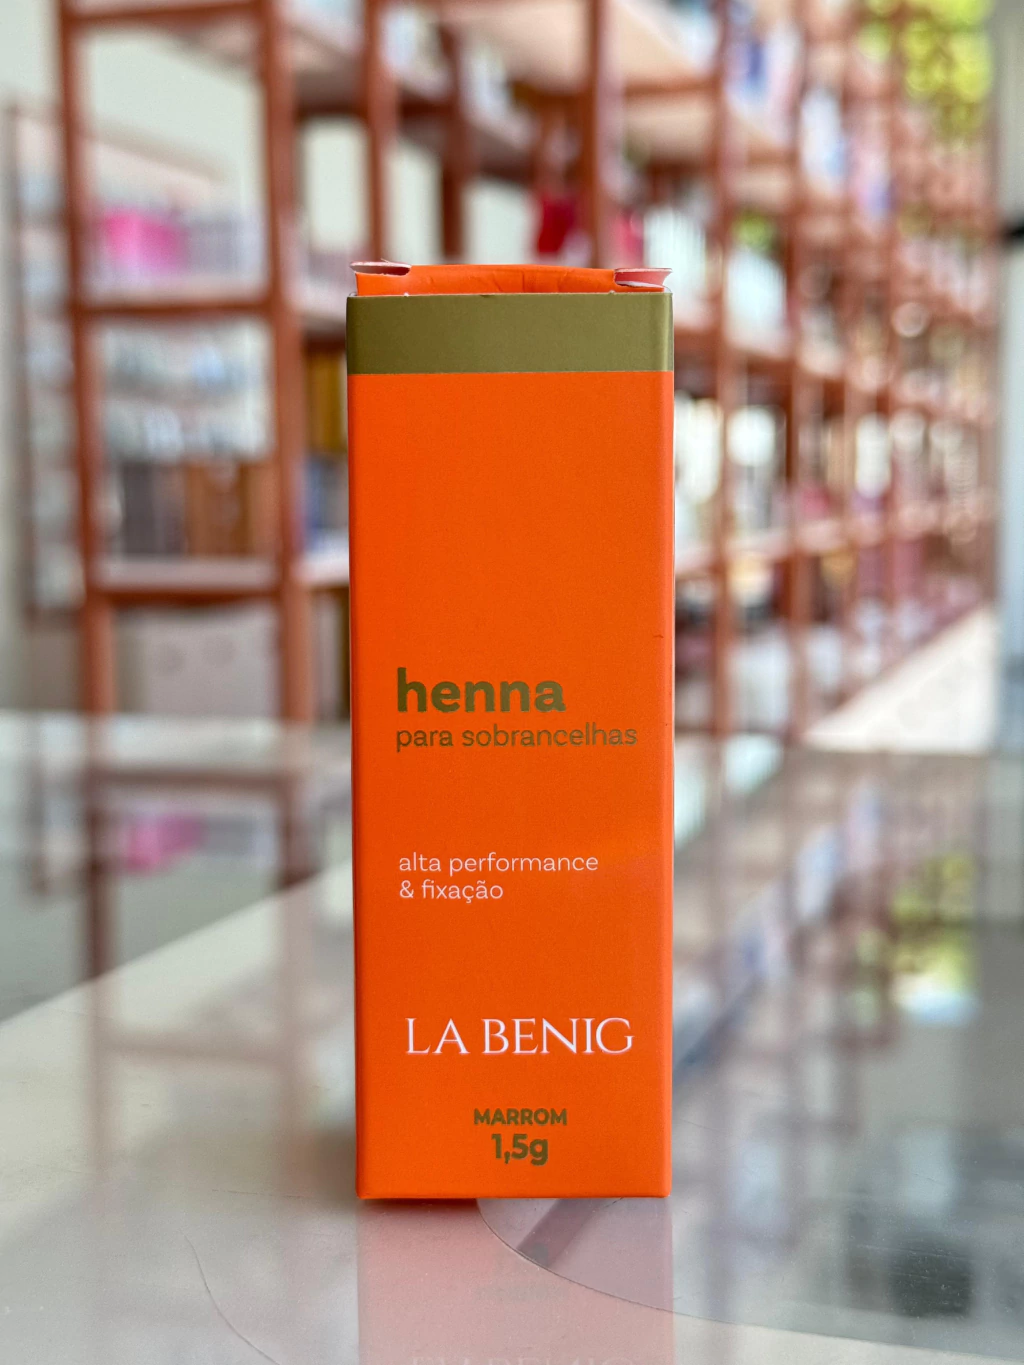 henna
para sobrancelhas
alta performance
& fixação
LA BENIG
MARROM
1,5g